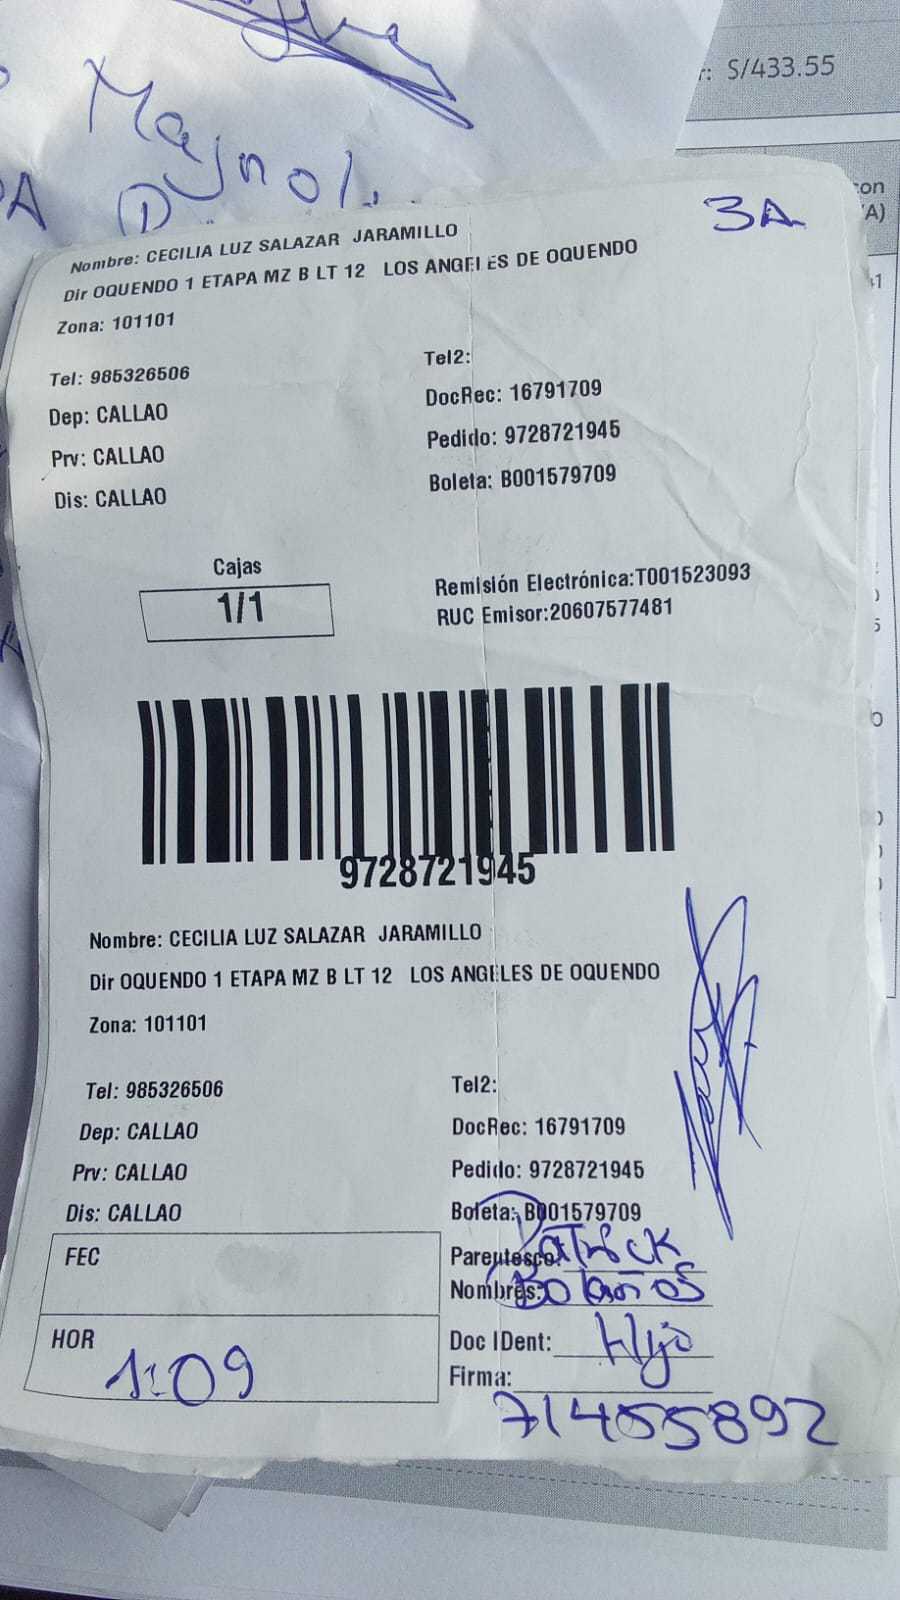 r: S/433.55
con
A)
Magnol.
3A
Nombre: CECILIA LUZ SALAZAR JARAMILLO
Dir OQUENDO 1 ETAPA MZ B LT 12 LOS ANGELES DE OQUENDO
Zona: 101101
Tel: 985326506 Tel2:
Dep: CALLAO DocRec: 16791709
Prv: CALLAO Pedido: 9728721945
Dis: CALLAO Boleta: B001579709
Cajas
1/1
Remisión Electrónica:T001523093
RUC Emisor:20607577481
9728721945
Nombre: CECILIA LUZ SALAZAR JARAMILLO
Dir OQUENDO 1 ETAPA MZ B LT 12 LOS ANGELES DE OQUENDO
Zona: 101101
Tel: 985326506 Tel2:
Dep: CALLAO DocRec: 16791709
Prv: CALLAO Pedido: 9728721945
Dis: CALLAO Boleta: B001579709
FEC Parentesco: Patrick
Nombres: Bolaños
HOR 1:09 Doc IDent: Hijo
Firma:
71455892